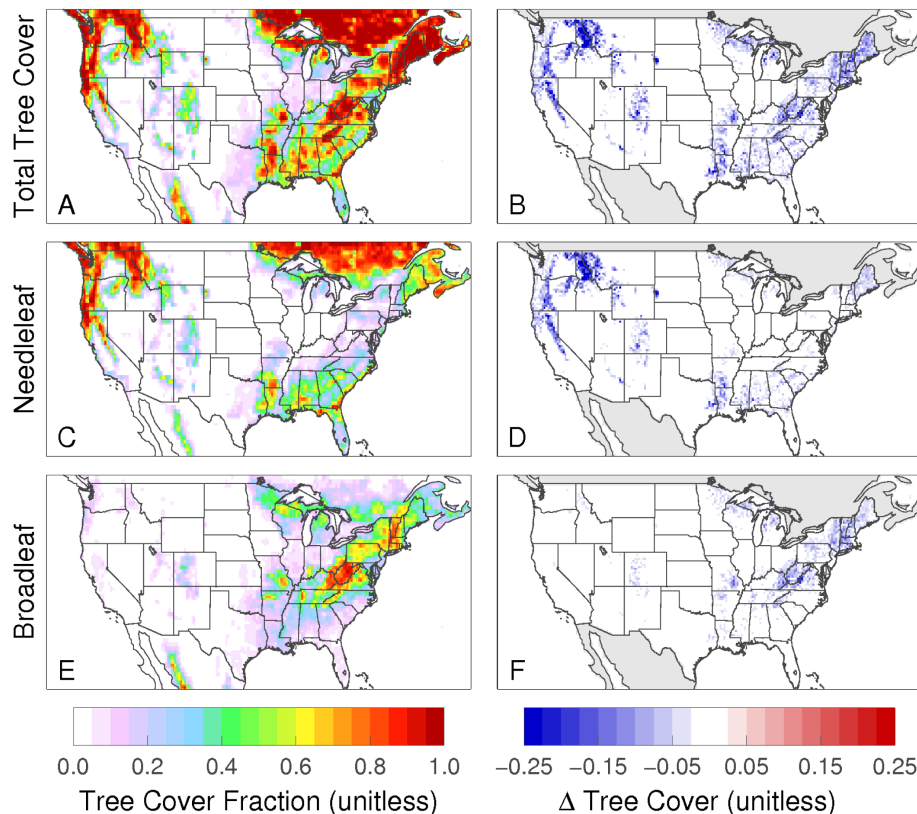 Total Tree Cover
A
B
Needleleaf
C
D
Broadleaf
E
F
0.0 0.2 0.4 0.6 0.8 1.0
Tree Cover Fraction (unitless)
−0.25 −0.15 −0.05 0.05 0.15 0.25
Δ Tree Cover (unitless)